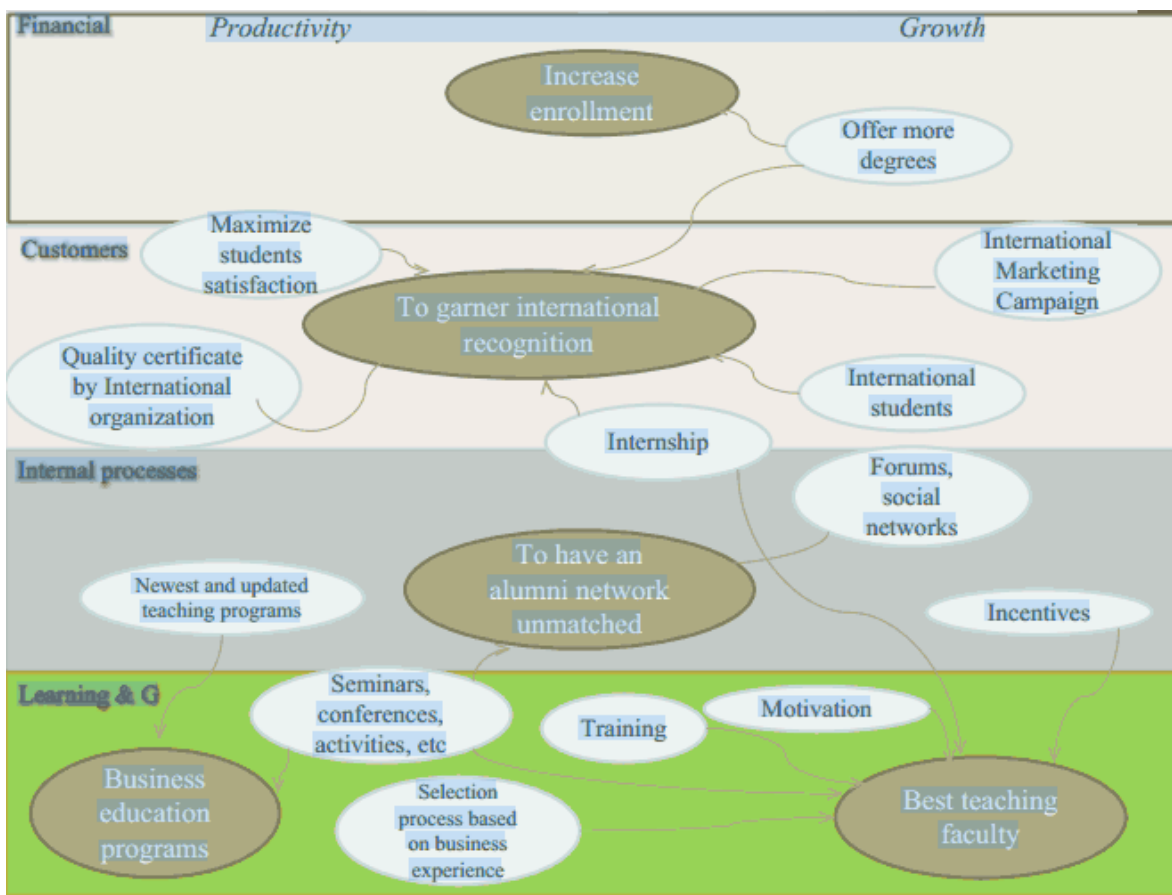 Financial
Productivity
Growth
Increase
enrollment
Offer more
degrees
Customers
Maximize
students
satisfaction
International
Marketing
Campaign
To garner international
recognition
Quality certificate
by International
organization
International
students
Internship
Internal processes
Forums,
social
networks
To have an
alumni network
unmatched
Newest and updated
teaching programs
Incentives
Learning & G
Seminars,
conferences,
activities, etc
Training
Motivation
Business
education
programs
Selection
process based
on business
experience
Best teaching
faculty